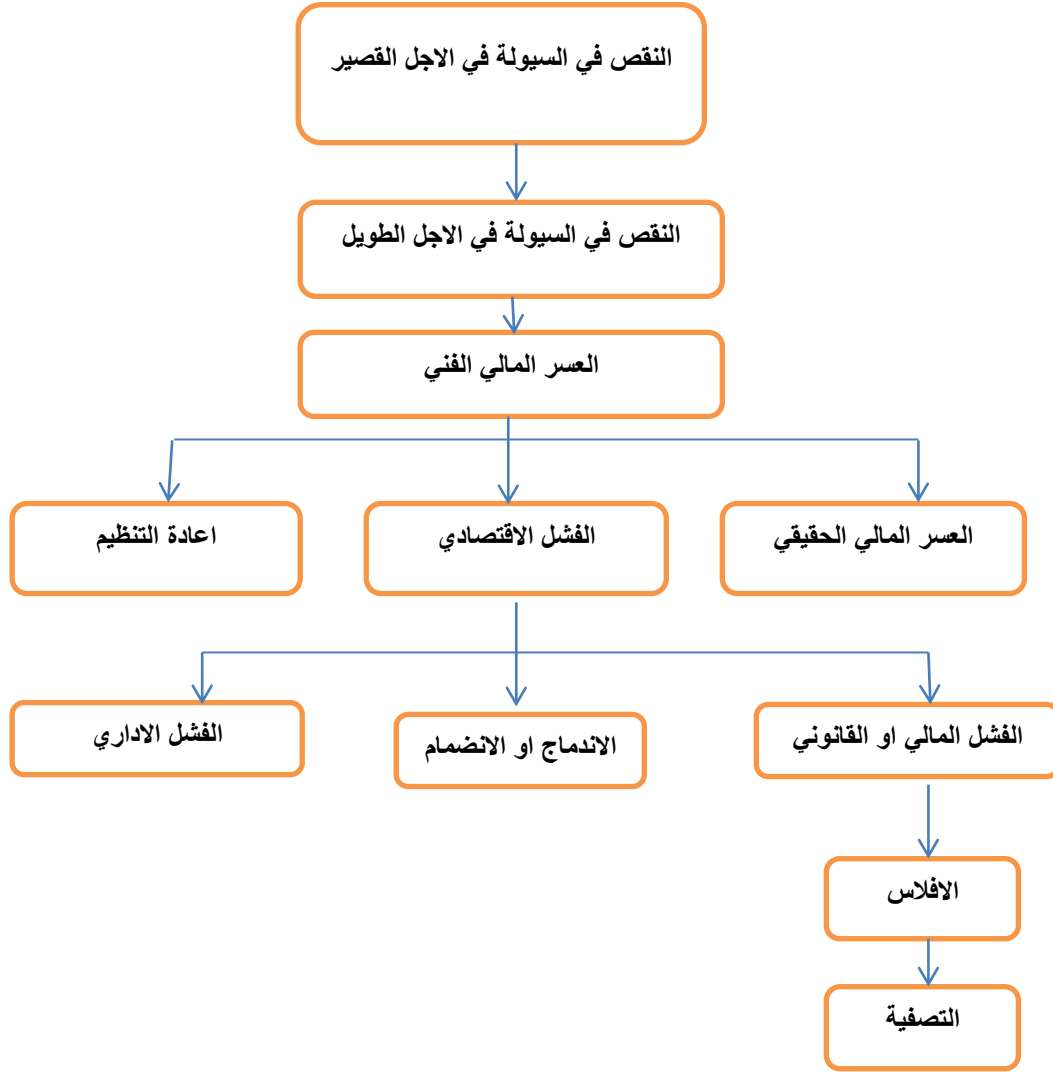 النقص في السيولة في الاجل القصير
النقص في السيولة في الاجل الطويل
العسر المالي الفني
العسر المالي الحقيقي
الفشل الاقتصادي
اعادة التنظيم
الفشل المالي او القانوني
الاندماج او الانضمام
الفشل الاداري
الافلاس
التصفية